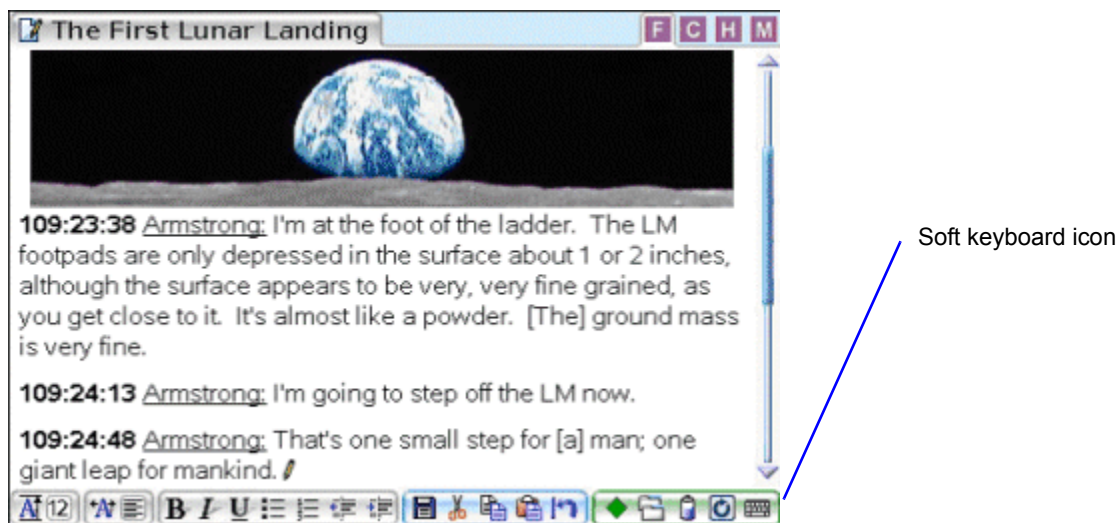 The First Lunar Landing
F C H M
109:23:38 Armstrong: I'm at the foot of the ladder. The LM
footpads are only depressed in the surface about 1 or 2 inches,
although the surface appears to be very, very fine grained, as
you get close to it. It's almost like a powder. [The] ground mass
is very fine.
109:24:13 Armstrong: I'm going to step off the LM now.
109:24:48 Armstrong: That's one small step for [a] man; one
giant leap for mankind.
A 12 A B I U
Soft keyboard icon